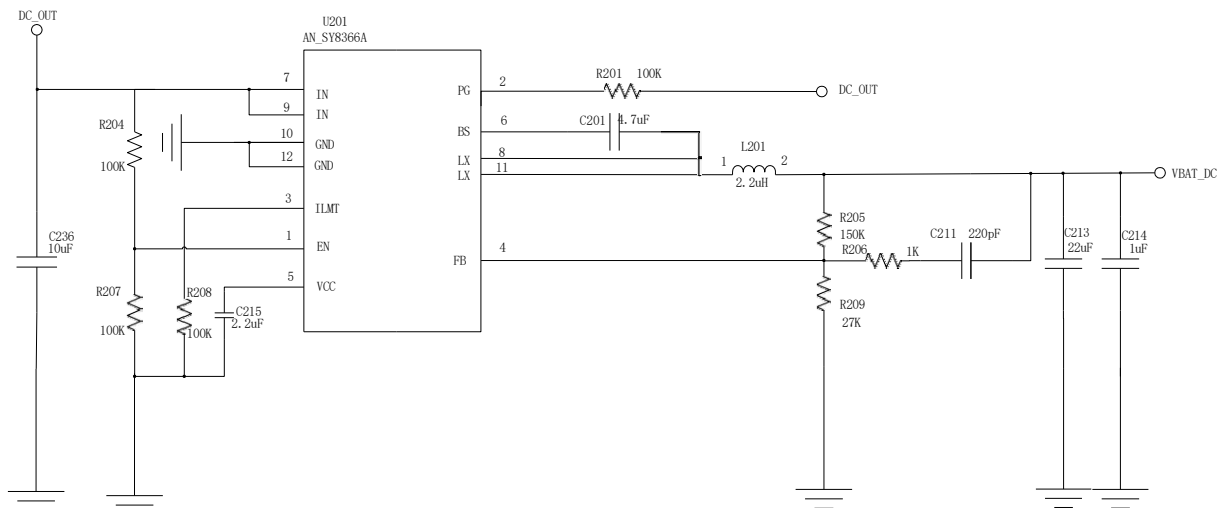 DC_OUT
U201
AN_SY8366A
7
IN
9
IN
10
GND
12
GND
3
ILMT
1
EN
5
VCC
PG
2
R201 100K
DC_OUT
BS
6
C201 4.7uF
LX
8
LX
11
1
L201
2
2.2uH
VBAT_DC
FB
4
R204
100K
C236
10uF
R207
100K
R208
100K
C215
2.2uF
R205
150K
R206
1K
C211 220pF
R209
27K
C213
22uF
C214
1uF